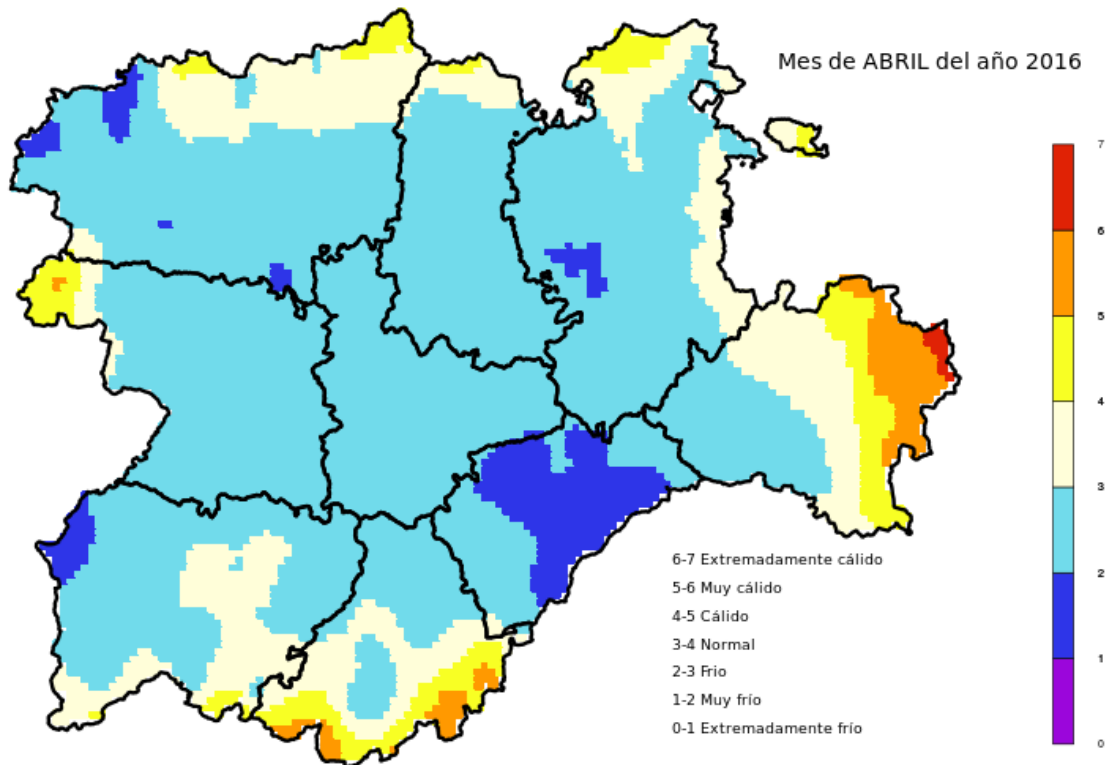 Mes de ABRIL del año 2016
7
6
5
4
3
2
1
0
6-7 Extremadamente cálido
5-6 Muy cálido
4-5 Cálido
3-4 Normal
2-3 Frio
1-2 Muy frío
0-1 Extremadamente frío